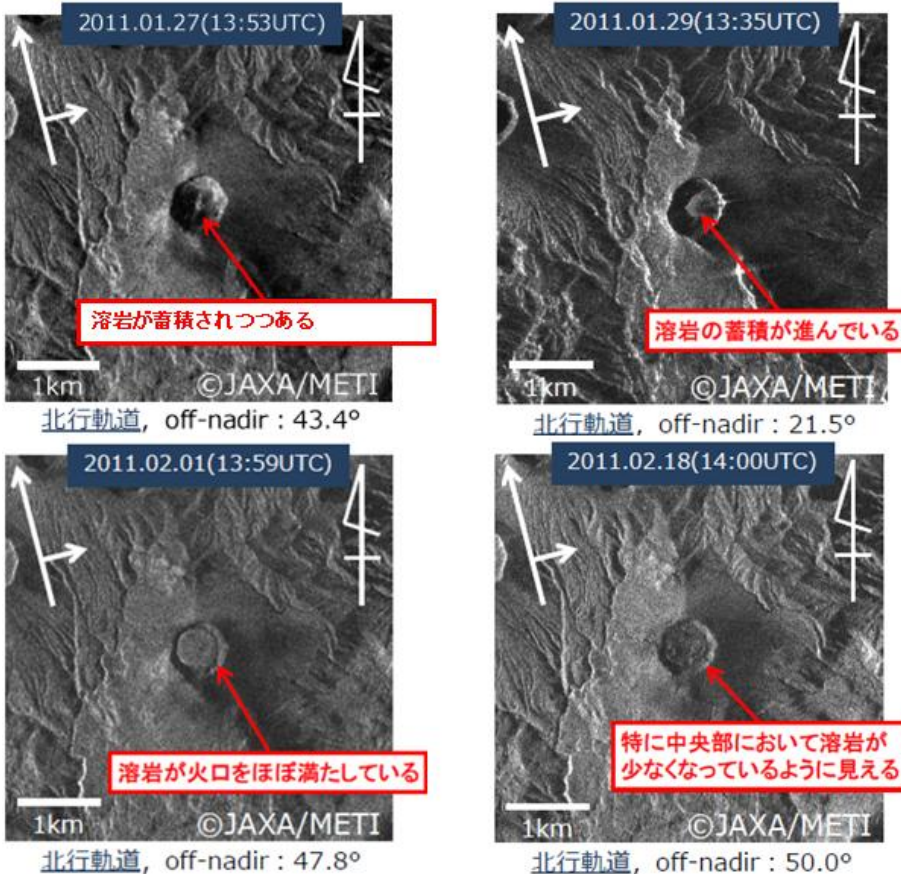 2011.01.27(13:53UTC)
溶岩が蓄積されつつある
1km
©JAXA/METI
北行軌道, off-nadir : 43.4°
2011.01.29(13:35UTC)
溶岩の蓄積が進んでいる
1km
©JAXA/METI
北行軌道, off-nadir : 21.5°
2011.02.01(13:59UTC)
溶岩が火口をほぼ満たしている
1km
©JAXA/METI
北行軌道, off-nadir : 47.8°
2011.02.18(14:00UTC)
特に中央部において溶岩が
少なくなっているように見える
1km
©JAXA/METI
北行軌道, off-nadir : 50.0°